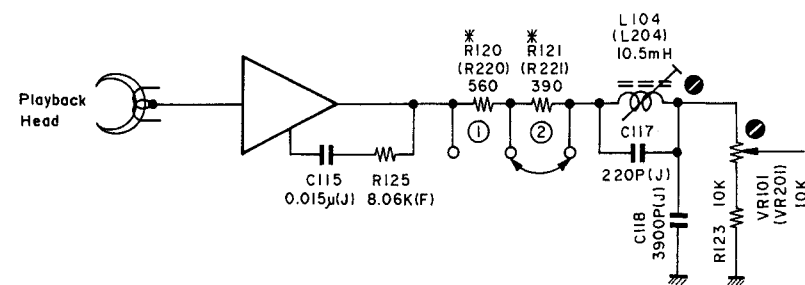 Playback
Head
C115
0.015μ(J)
R125
8.06K(F)
*
R120
(R220)
560
①
*
R121
(R221)
390
②
L104
(L204)
10.5mH
C117
220P(J)
C118
3900P(J)
R123 10K
VR101
(VR201)
10K